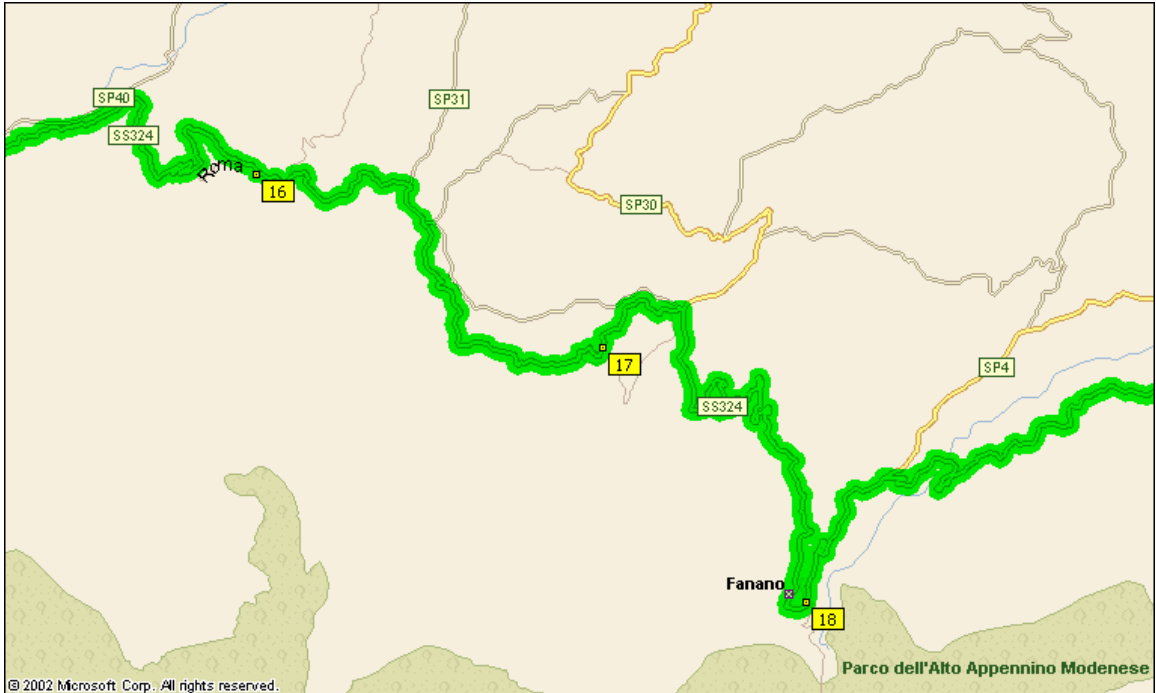 SP40
SP31
SS324
Roma
16
SP30
17
SP4
SS324
Fanano
18
Parco dell'Alto Appennino Modenese
© 2002 Microsoft Corp. All rights reserved.